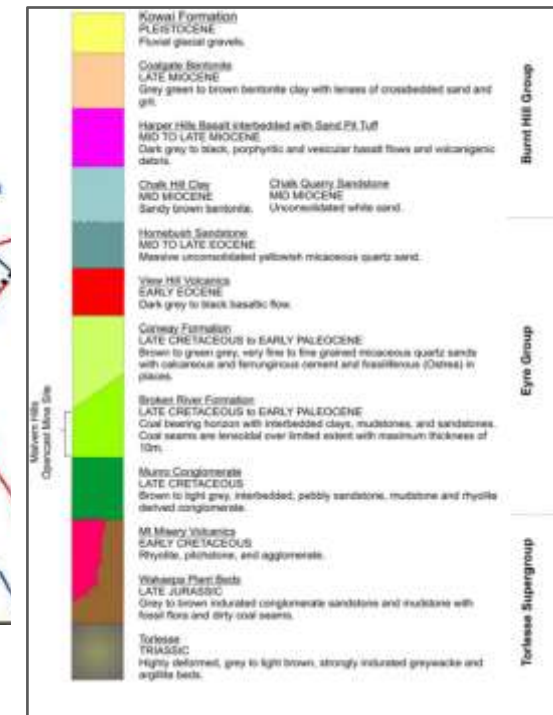 Kowai Formation
PLEISTOCENE
Fluvial glacial gravels.
Coalgate Bentonite
LATE MIOCENE
Grey green to brown bentonite clay with lenses of crossbedded sand and
grit.
Harper Hills Basalt interbedded with Sand Pit Tuff
MID TO LATE MIOCENE
Dark grey to black, porphyritic and vesicular basalt flows and volcanigenic
debris.
Chalk Hill Clay
MID MIOCENE
Sandy brown bentonite.
Chalk Quarry Sandstone
MID MIOCENE
Unconsolidated white sand.
Homebush Sandstone
MID TO LATE EOCENE
Massive unconsolidated yellowish micaceous quartz sand.
View Hill Volcanics
EARLY EOCENE
Dark grey to black basaltic flow.
Conway Formation
LATE CRETACEOUS to EARLY PALEOCENE
Brown to green grey, very fine to fine grained micaceous quartz sands
with calcareous and ferrunginous cement and fossiliferous (Ostrea) in
places.
Broken River Formation
LATE CRETACEOUS to EARLY PALEOCENE
Coal bearing horizon with interbedded clays, mudstones, and sandstones.
Coal seams are lensoidal over limited extent with maximum thickness of
10m.
Munro Conglomerate
LATE CRETACEOUS
Brown to light grey, interbedded, pebbly sandstone, mudstone and rhyolite
derived conglomerate.
Mt Misery Volcanics
EARLY CRETACEOUS
Rhyolite, pitchstone, and agglomerate.
Wakaepa Plant Beds
LATE JURASSIC
Grey to brown indurated conglomerate sandstone and mudstone with
fossil flora and dirty coal seams.
Torlesse
TRIASSIC
Highly deformed, grey to light brown, strongly indurated greywacke and
argillite beds.
Malvern Hills
Opencast Mine Site
Burnt Hill Group
Eyre Group
Torlesse Supergroup